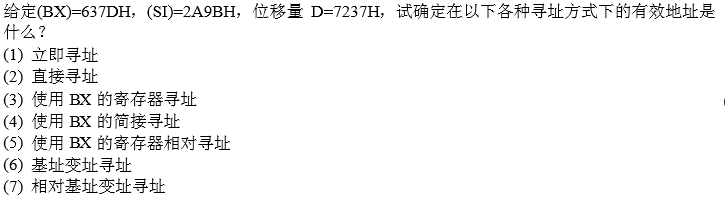 给定(BX)=637DH，(SI)=2A9BH，位移量 D=7237H，试确定在以下各种寻址方式下的有效地址是
什么？
(1) 立即寻址
(2) 直接寻址
(3) 使用 BX 的寄存器寻址
(4) 使用 BX 的简接寻址
(5) 使用 BX 的寄存器相对寻址
(6) 基址变址寻址
(7) 相对基址变址寻址